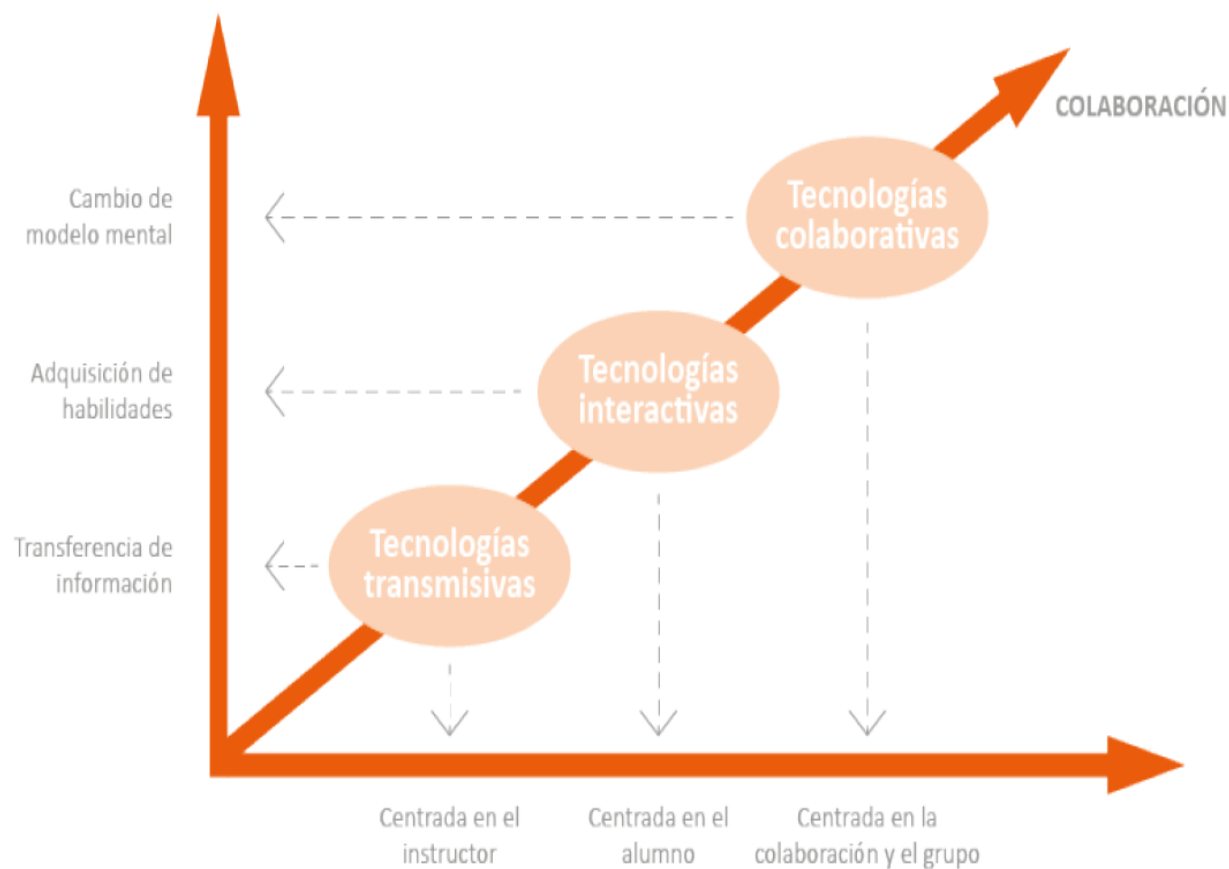 COLABORACIÓN
Cambio de
modelo mental
Tecnologías
colaborativas
Adquisición de
habilidades
Tecnologías
interactivas
Transferencia de
información
Tecnologías
transmisivas
Centrada en el
instructor
Centrada en el
alumno
Centrada en la
colaboración y el grupo